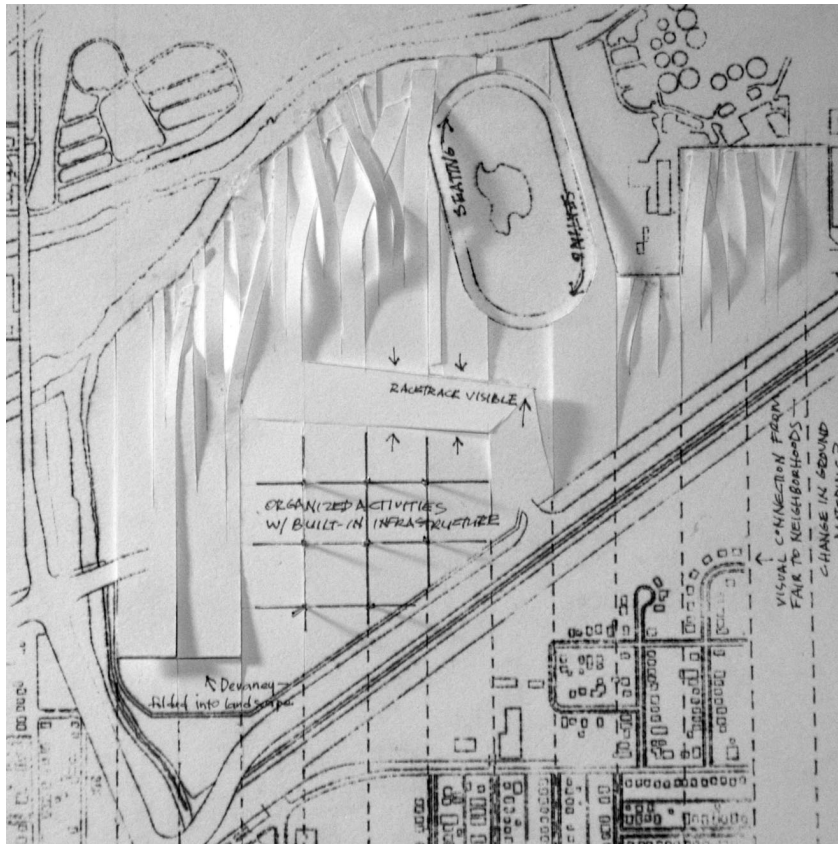 SEATING
RACETRACK VISIBLE
ORGANIZED ACTIVITIES
W/ BUILT-IN INFRASTRUCTURE
Devaney
folded into landscape
VISUAL CONNECTION FROM
FAIR TO NEIGHBORHOODS —
CHANGE IN GROUND